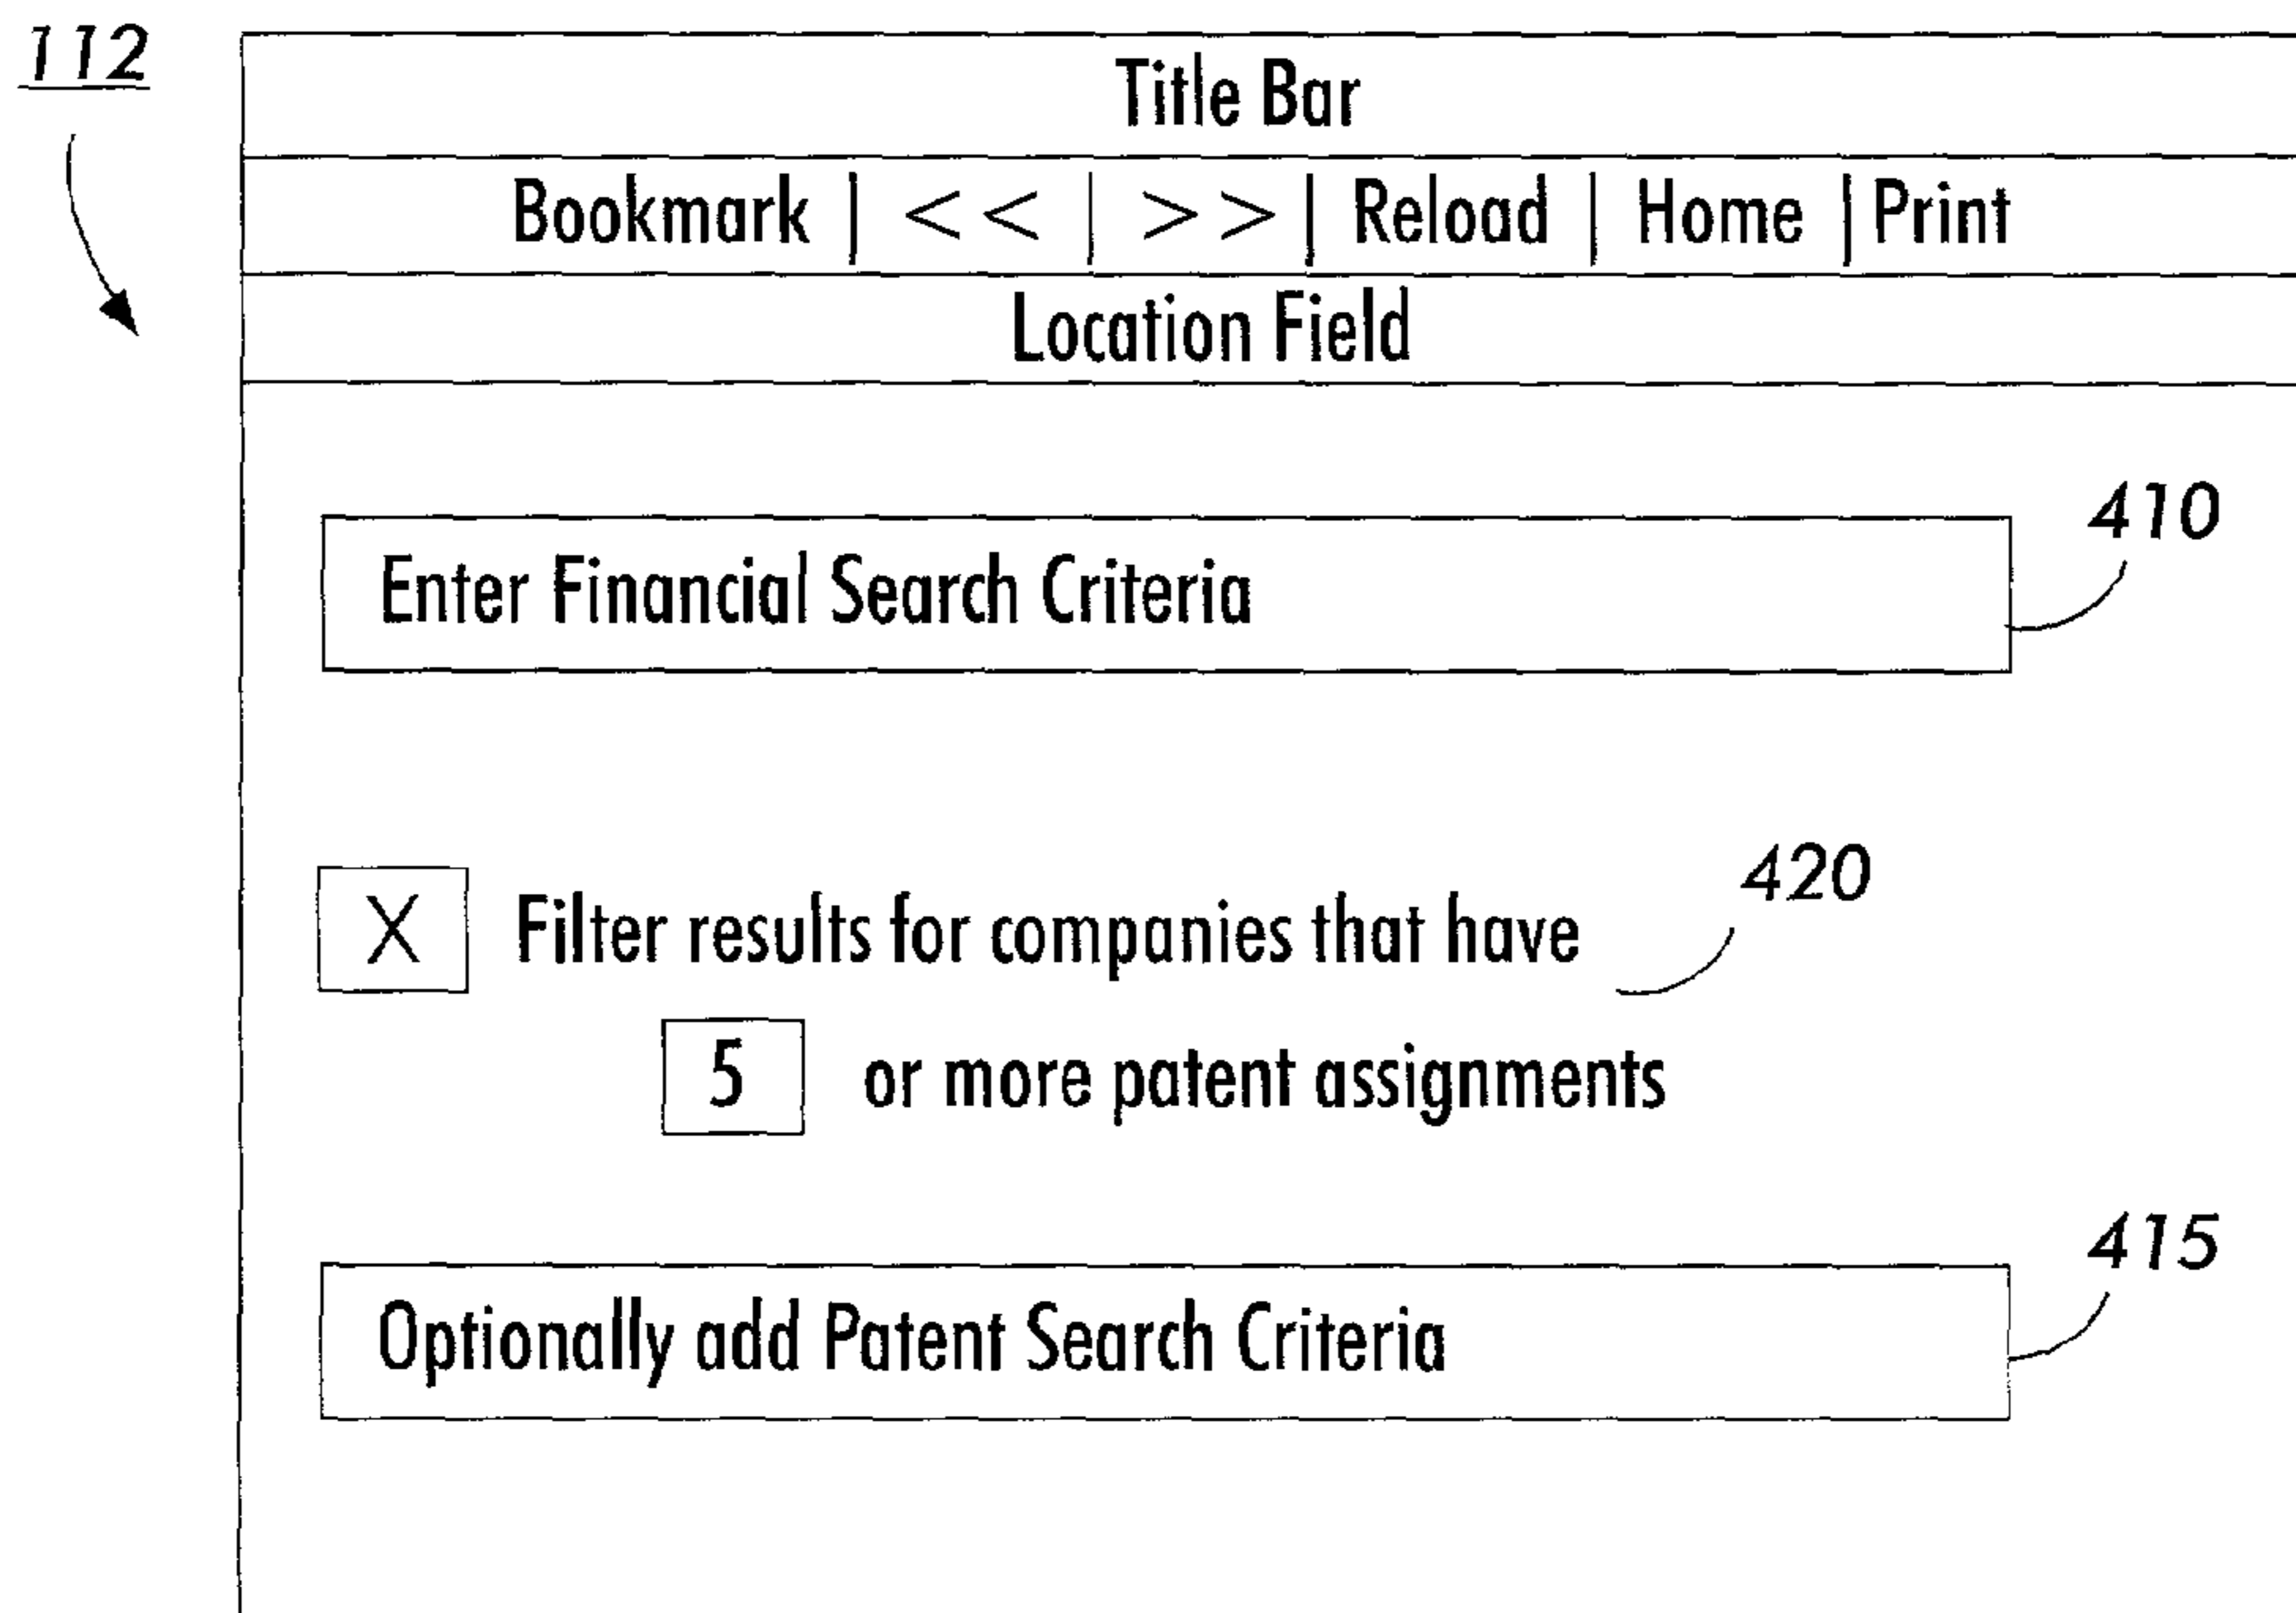 112
Title Bar
Bookmark | << | >> | Reload | Home | Print
Location Field
410
Enter Financial Search Criteria
420
X Filter results for companies that have
5 or more patent assignments
415
Optionally add Patent Search Criteria